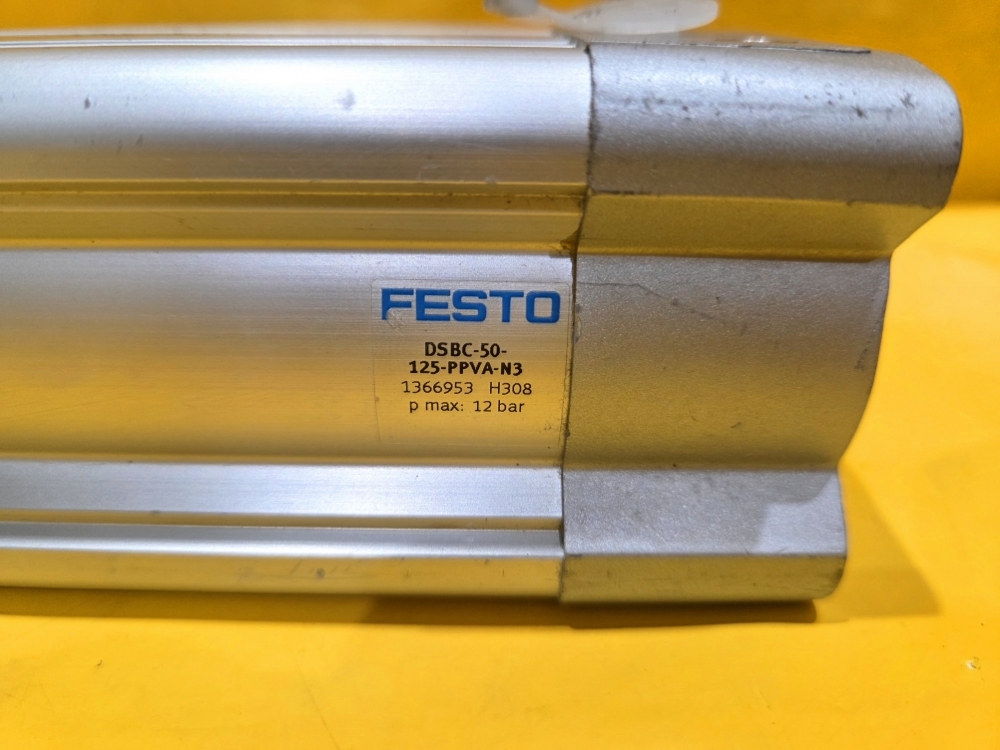 FESTO
DSBC-50-
125-PPVA-N3
1366953 H308
p max: 12 bar